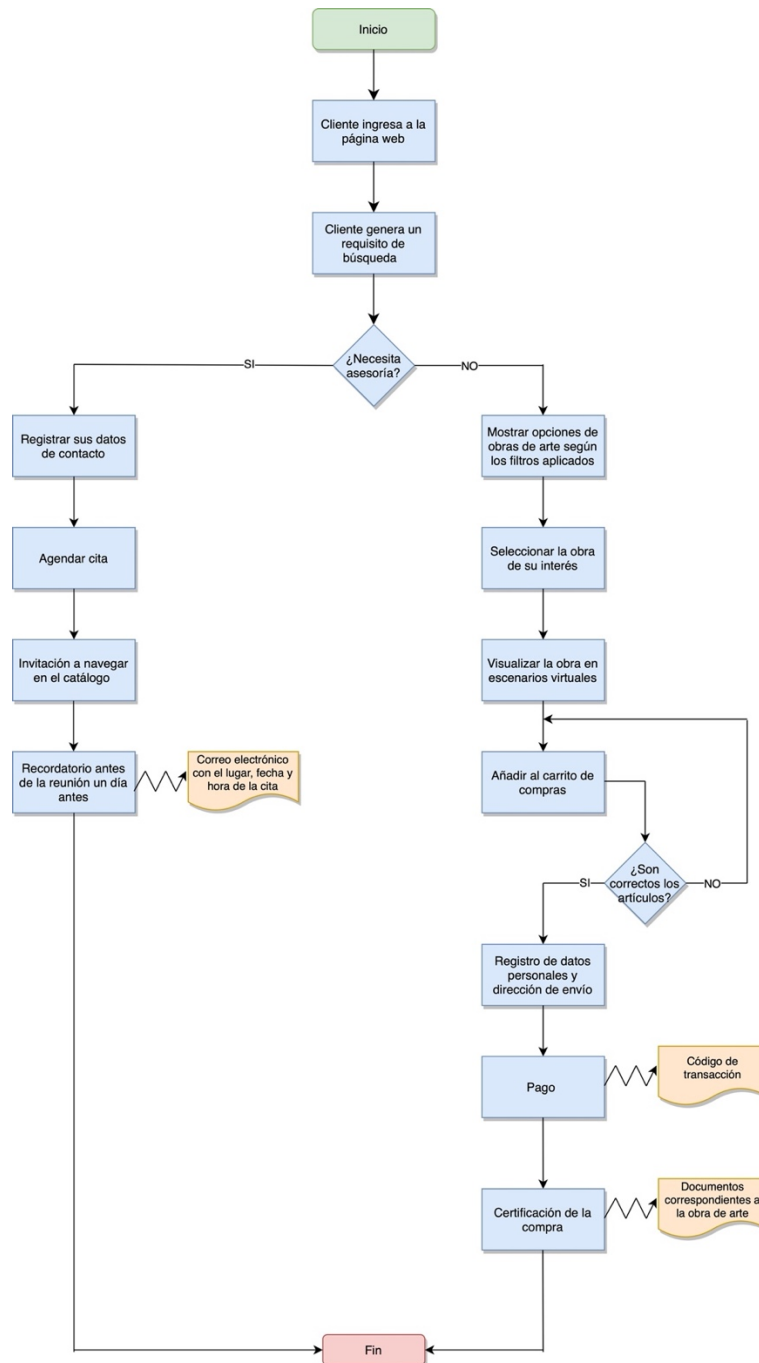 Inicio
Cliente ingresa a la
página web
Cliente genera un
requisito de
búsqueda
¿Necesita
asesoría?
SI
NO
Registrar sus datos
de contacto
Agendar cita
Invitación a navegar
en el catálogo
Recordatorio antes
de la reunión un día
antes
Correo electrónico
con el lugar, fecha y
hora de la cita
Mostrar opciones de
obras de arte según
los filtros aplicados
Seleccionar la obra
de su interés
Visualizar la obra en
escenarios virtuales
Añadir al carrito de
compras
¿Son
correctos los
artículos?
SI
NO
Registro de datos
personales y
dirección de envío
Pago
Código de
transacción
Certificación de la
compra
Documentos
correspondientes a
la obra de arte
Fin